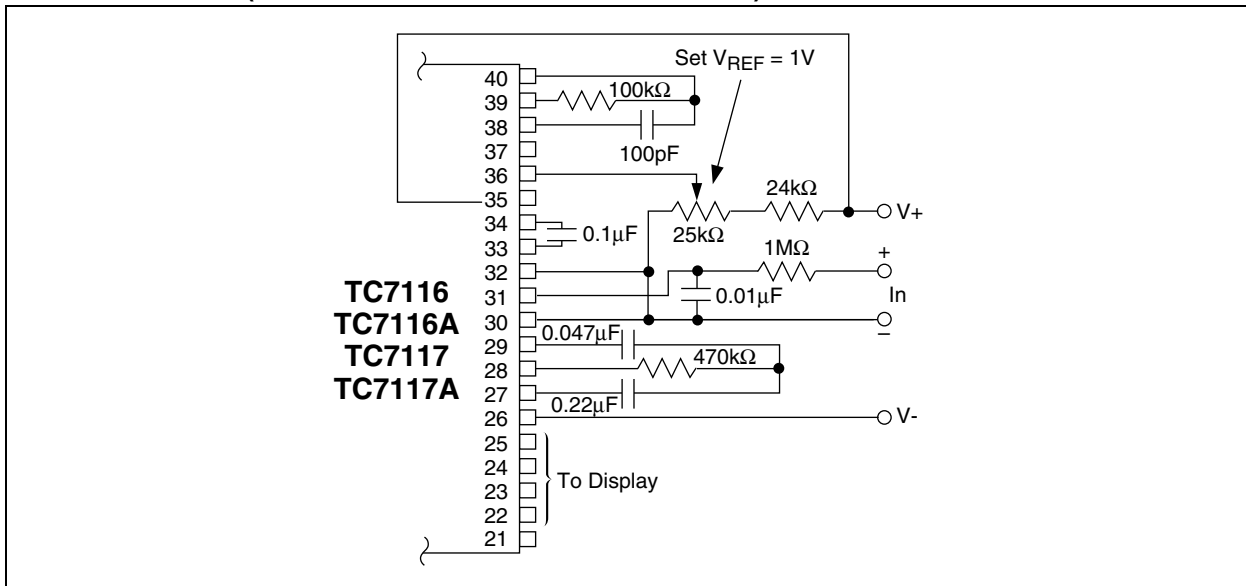 Set VREF = 1V
40
39
100kΩ
38
100pF
37
36
35
24kΩ
V+
25kΩ
34
0.1µF
33
32
1MΩ
+
31
0.01µF
In
30
–
TC7116
TC7116A
TC7117
TC7117A
29
0.047µF
28
470kΩ
27
0.22µF
26
V-
25
24
To Display
23
22
21